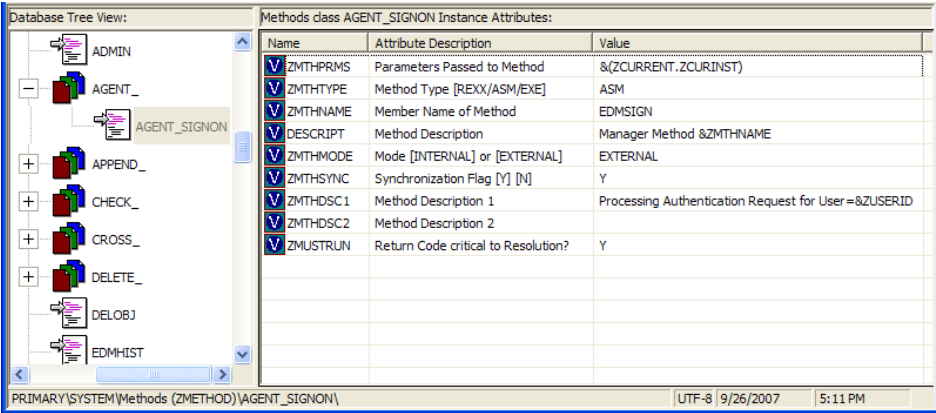 Database Tree View:
Methods class AGENT_SIGNON Instance Attributes:
ADMIN
AGENT_
AGENT_SIGNON
APPEND_
CHECK_
CROSS_
DELETE_
DELOBJ
EDMHIST
Name Attribute Description Value
V ZMTHPRMS Parameters Passed to Method &(ZCURRENT.ZCURINST)
V ZMTHTYPE Method Type [REXX/ASM/EXE] ASM
V ZMTHNAME Member Name of Method EDMSIGN
V DESCRIPT Method Description Manager Method &ZMTHNAME
V ZMTHMODE Mode [INTERNAL] or [EXTERNAL] EXTERNAL
V ZMTHSYNC Synchronization Flag [Y] [N] Y
V ZMTHDSC1 Method Description 1 Processing Authentication Request for User=&ZUSERID
V ZMTHDSC2 Method Description 2
V ZMUSTRUN Return Code critical to Resolution? Y
PRIMARY\SYSTEM\Methods (ZMETHOD)\AGENT_SIGNON\ UTF-8 9/26/2007 5:11 PM